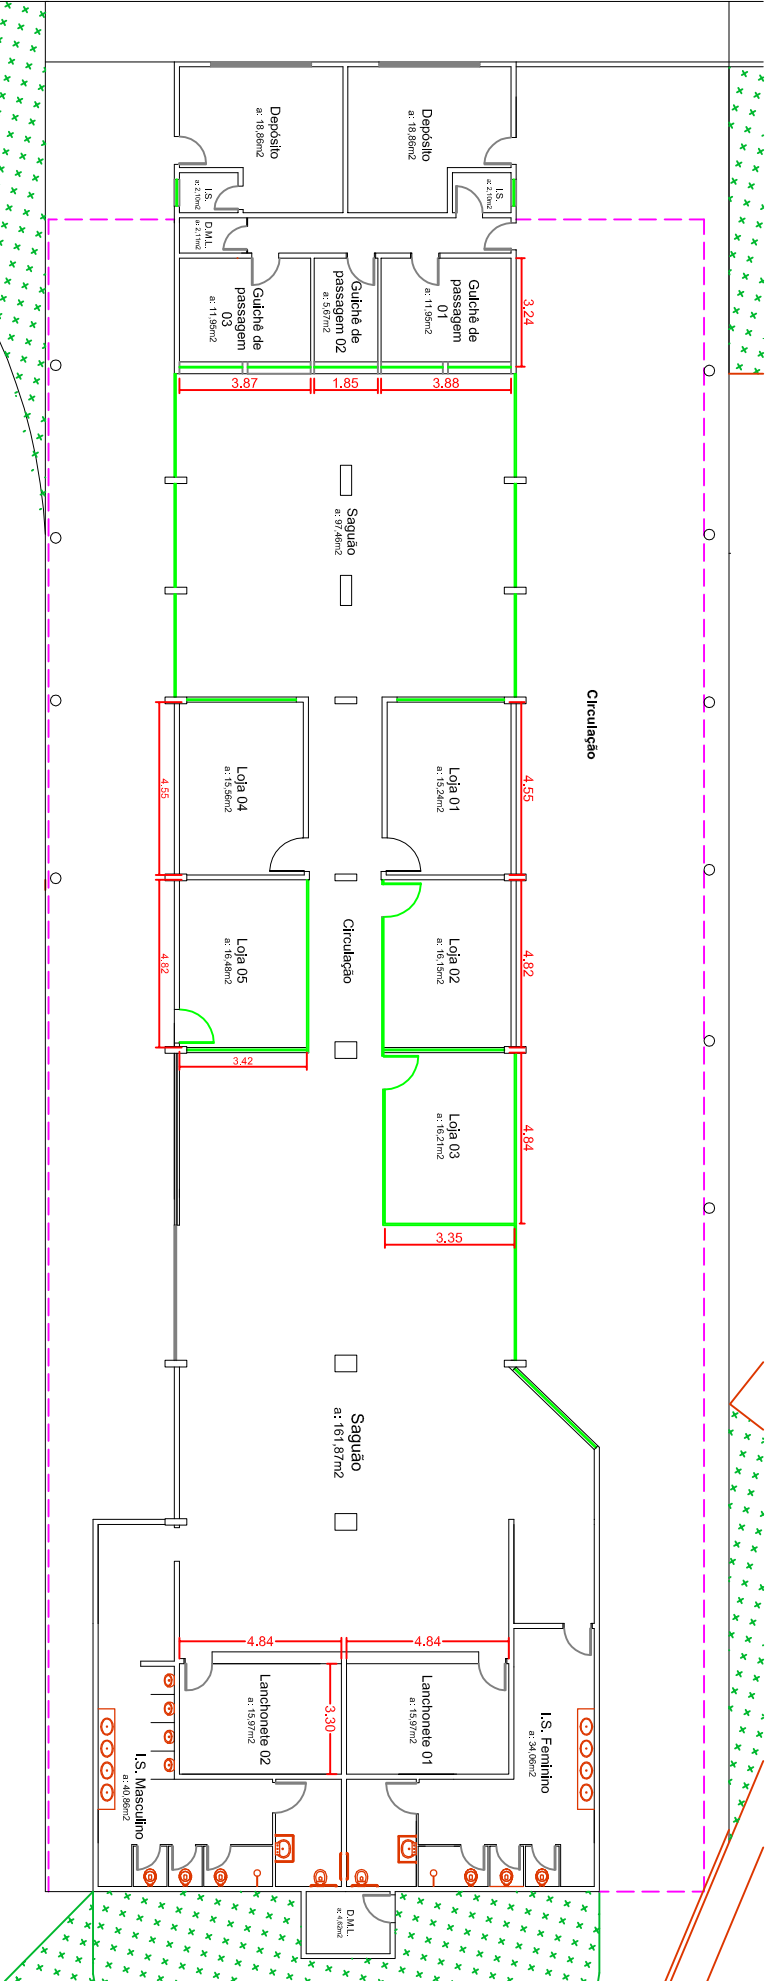 Depósito
a: 18,86m2
Depósito
a: 18,86m2
I.S.
a: 2,10m2
I.S.
a: 2,10m2
D.M.L.
a: 2,11m2
Guichê de
passagem
03
a: 11,95m2
Guichê de
passagem 02
a: 5,67m2
Guichê de
passagem
01
a: 11,95m2
3.24
3.87
1.85
3.88
Saguão
a: 97,46m2
Circulação
4.55
Loja 04
a: 15,56m2
Loja 01
a: 15,24m2
4.55
4.82
Loja 05
a: 16,48m2
Circulação
Loja 02
a: 16,15m2
4.82
3.42
Loja 03
a: 16,21m2
4.84
3.35
Saguão
a: 161,87m2
4.84
4.84
Lanchonete 02
a: 15,97m2
3.30
Lanchonete 01
a: 15,97m2
I.S. Feminino
a: 34,06m2
I.S. Masculino
a: 40,86m2
D.M.L.
a: 4,62m2